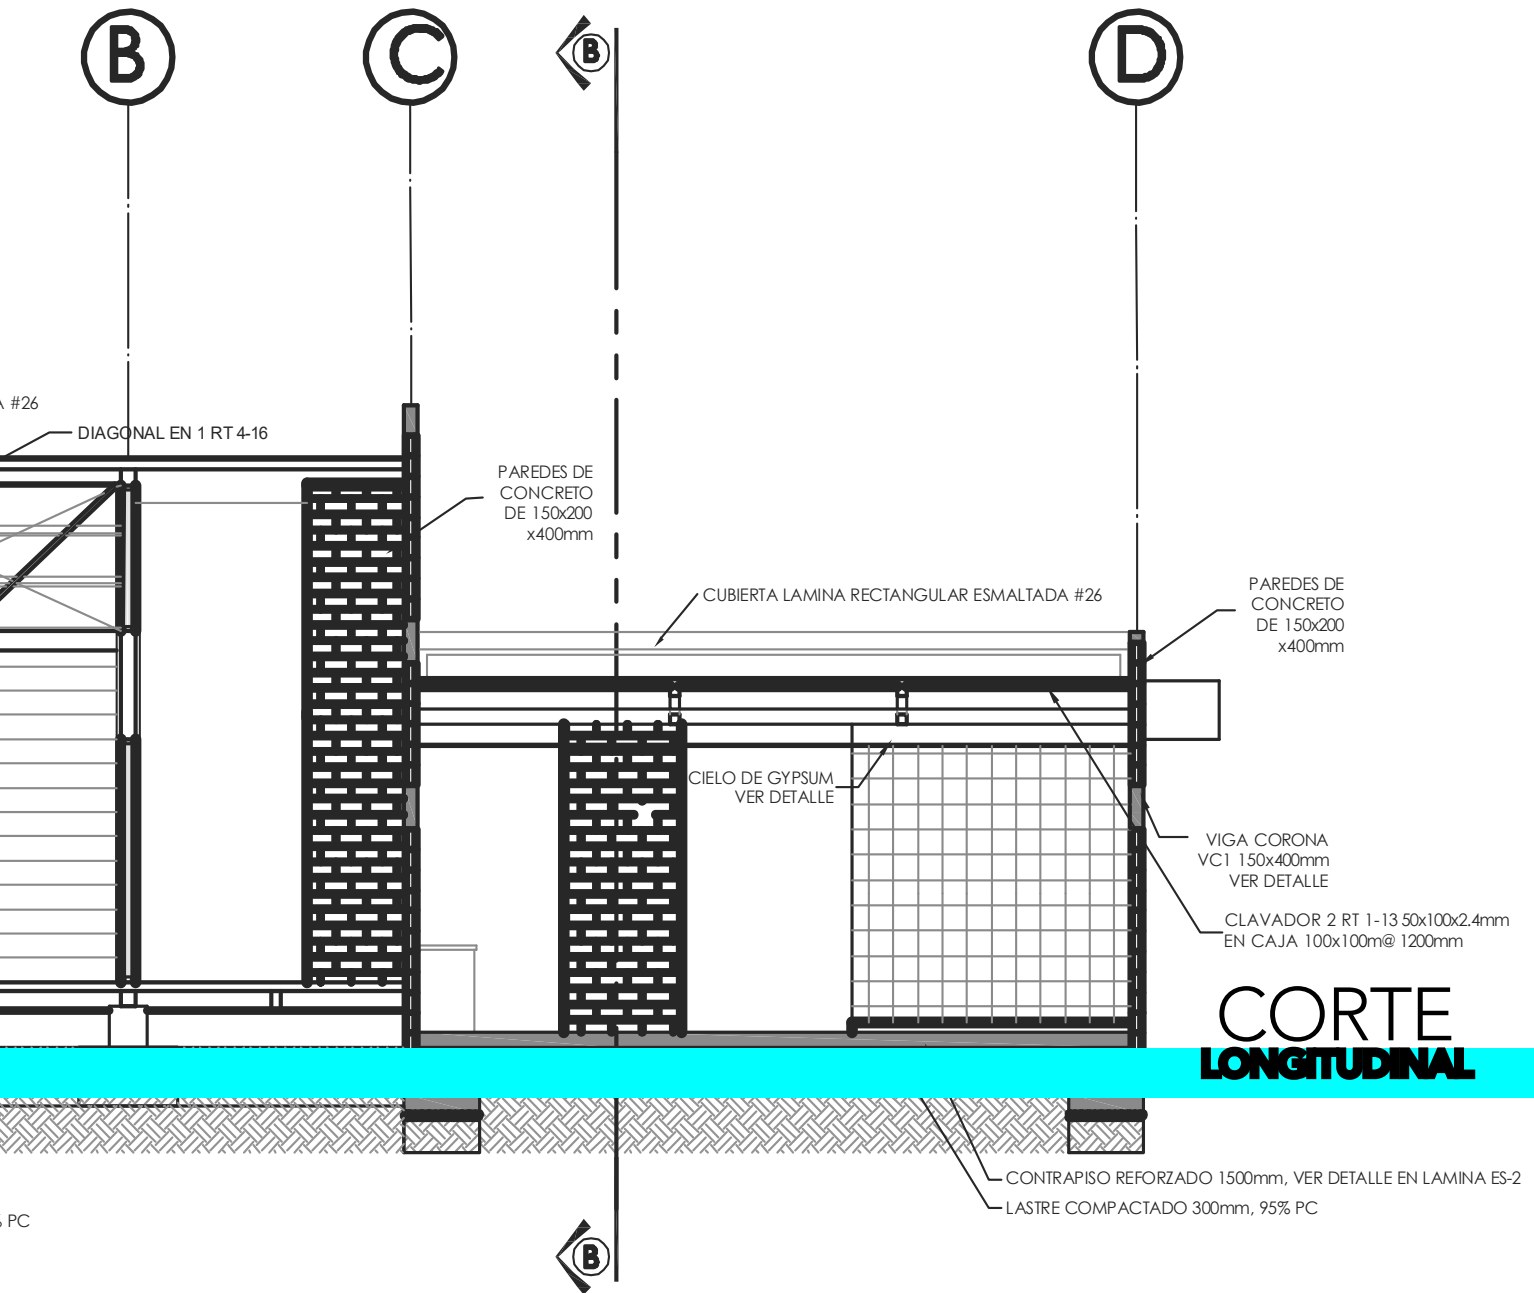 B
C
B
D
A #26
DIAGONAL EN 1 RT 4-16
PAREDES DE
CONCRETO
DE 150x200
x400mm
CUBIERTA LAMINA RECTANGULAR ESMALTADA #26
PAREDES DE
CONCRETO
DE 150x200
x400mm
CIELO DE GYPSUM
VER DETALLE
VIGA CORONA
VC1 150x400mm
VER DETALLE
CLAVADOR 2 RT 1-13 50x100x2.4mm
EN CAJA 100x100m@ 1200mm
CORTE
LONGITUDINAL
CONTRAPISO REFORZADO 1500mm, VER DETALLE EN LAMINA ES-2
LASTRE COMPACTADO 300mm, 95% PC
% PC
B